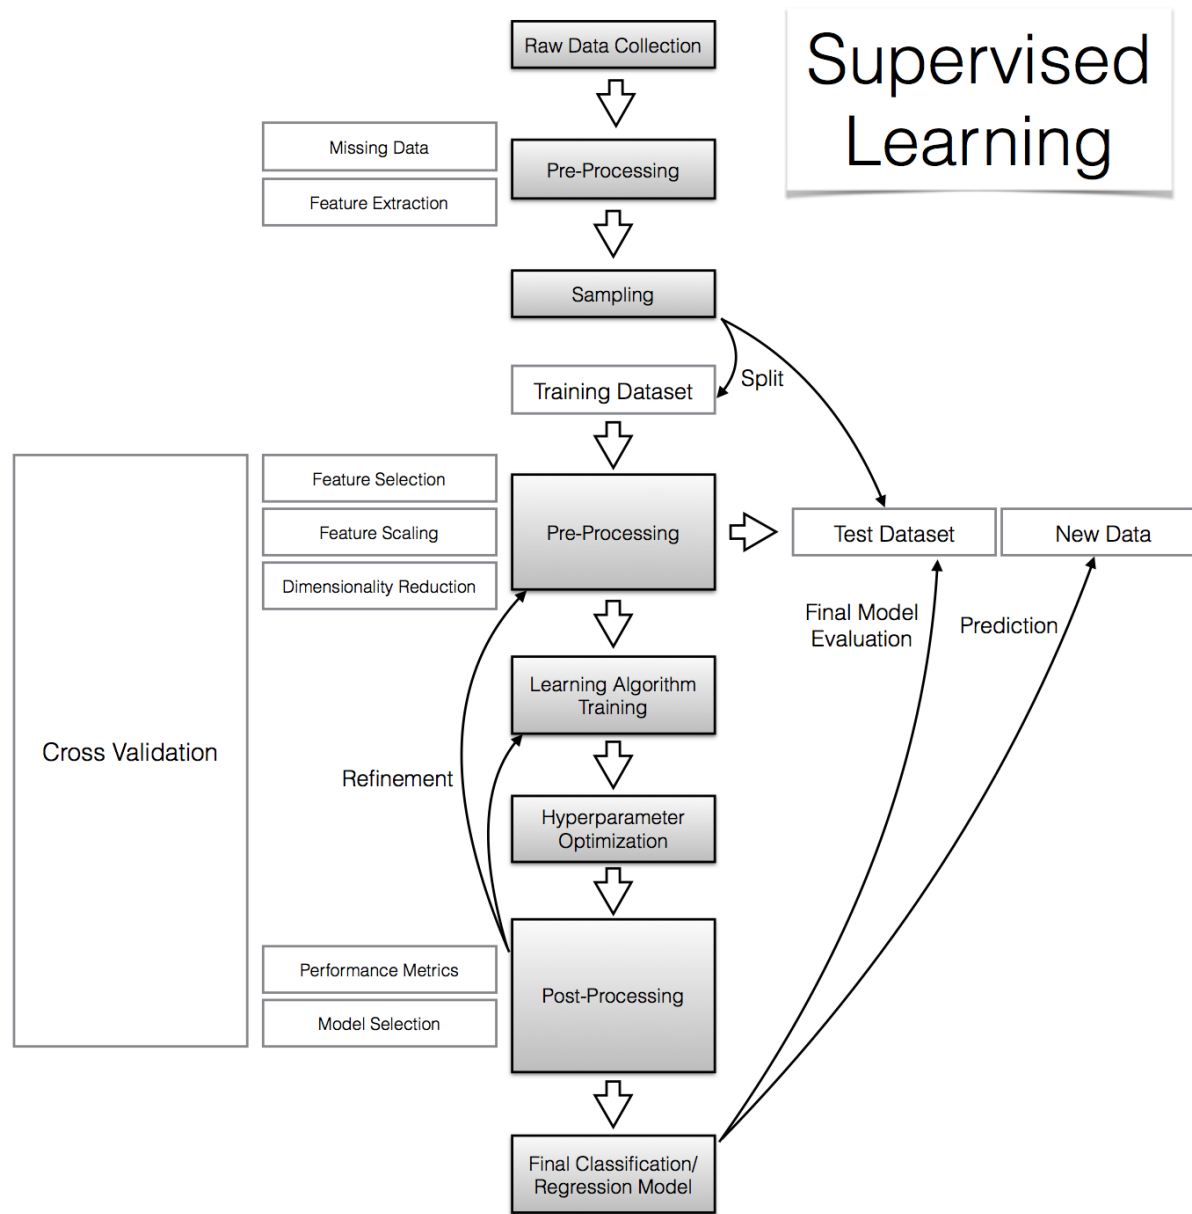 Supervised
Learning
Raw Data Collection
Missing Data
Feature Extraction
Pre-Processing
Sampling
Split
Training Dataset
Cross Validation
Feature Selection
Feature Scaling
Dimensionality Reduction
Pre-Processing
Test Dataset
New Data
Final Model
Evaluation
Prediction
Learning Algorithm
Training
Refinement
Hyperparameter
Optimization
Performance Metrics
Model Selection
Post-Processing
Final Classification/
Regression Model